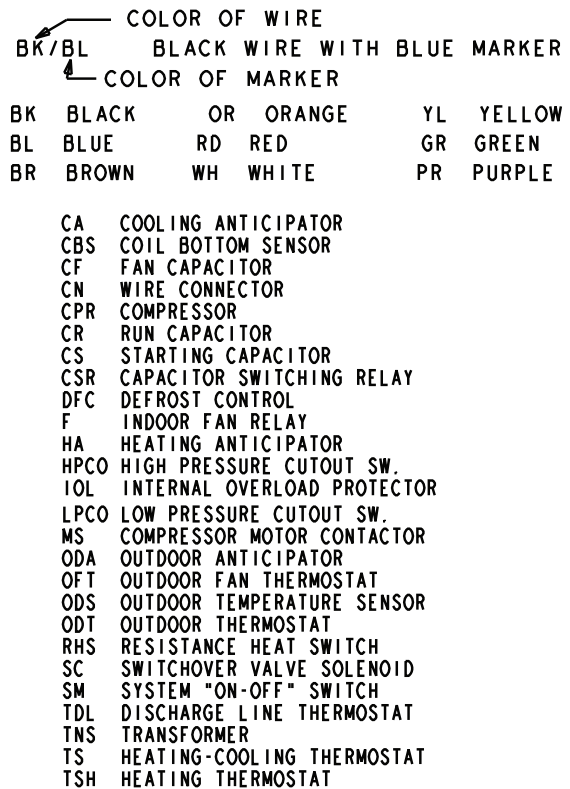 COLOR OF WIRE
BK/BL BLACK WIRE WITH BLUE MARKER
COLOR OF MARKER
BK BLACK OR ORANGE YL YELLOW
BL BLUE RD RED GR GREEN
BR BROWN WH WHITE PR PURPLE
CA COOLING ANTICIPATOR
CBS COIL BOTTOM SENSOR
CF FAN CAPACITOR
CN WIRE CONNECTOR
CPR COMPRESSOR
CR RUN CAPACITOR
CS STARTING CAPACITOR
CSR CAPACITOR SWITCHING RELAY
DFC DEFROST CONTROL
F INDOOR FAN RELAY
HA HEATING ANTICIPATOR
HPCO HIGH PRESSURE CUTOUT SW.
IOL INTERNAL OVERLOAD PROTECTOR
LPCO LOW PRESSURE CUTOUT SW.
MS COMPRESSOR MOTOR CONTACTOR
ODA OUTDOOR ANTICIPATOR
OFT OUTDOOR FAN THERMOSTAT
ODS OUTDOOR TEMPERATURE SENSOR
ODT OUTDOOR THERMOSTAT
RHS RESISTANCE HEAT SWITCH
SC SWITCHOVER VALVE SOLENOID
SM SYSTEM "ON-OFF" SWITCH
TDL DISCHARGE LINE THERMOSTAT
TNS TRANSFORMER
TS HEATING-COOLING THERMOSTAT
TSH HEATING THERMOSTAT